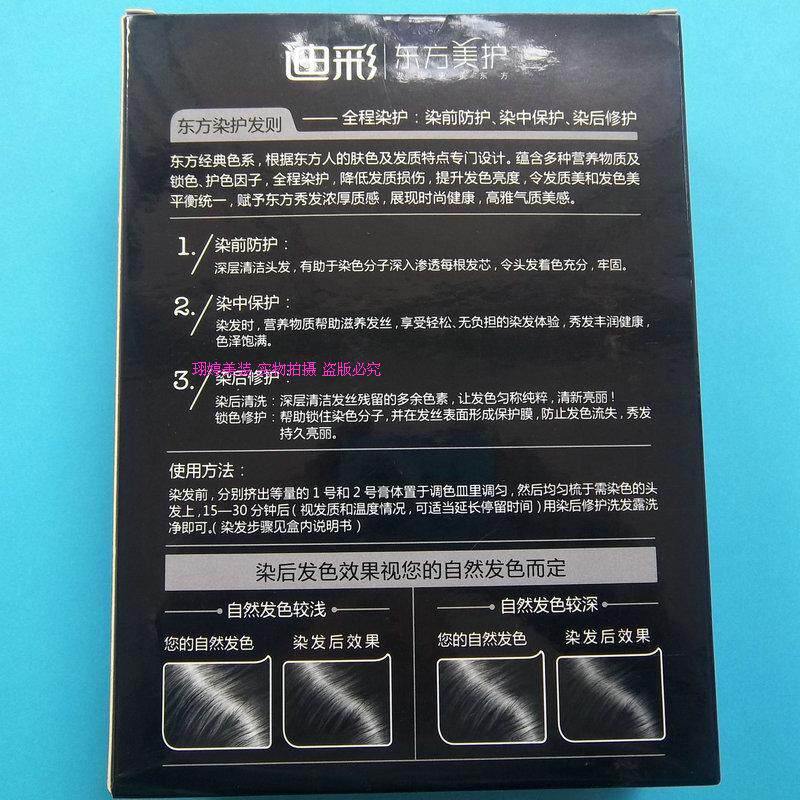 迪彩 东方美护
东方染护发则 —— 全程染护：染前防护、染中保护、染后修护
东方经典色系，根据东方人的肤色及发质特点专门设计。蕴含多种营养物质及
锁色、护色因子，全程染护，降低发质损伤，提升发色亮度，令发质美和发色美
平衡统一，赋予东方秀发浓厚质感，展现时尚健康，高雅气质美感。
1. 染前防护：
深层清洁头发，有助于染色分子深入渗透每根发芯，令头发着色充分，牢固。
2. 染中保护：
染发时，营养物质帮助滋养发丝，享受轻松、无负担的染发体验，秀发丰润健康，
色泽饱满。
珝婷美装 实物拍摄 盗版必究
3. 染后修护：
染后清洗：深层清洁发丝残留的多余色素，让发色匀称纯粹，清新亮丽！
锁色修护：帮助锁住染色分子，并在发丝表面形成保护膜，防止发色流失，秀发
持久亮丽。
使用方法：
染发前，分别挤出等量的1号和2号膏体置于调色皿里调匀，然后均匀梳于需染色的头
发上，15—30分钟后（视发质和温度情况，可适当延长停留时间）用染后修护洗发露洗
净即可。（染发步骤见盒内说明书）
染后发色效果视您的自然发色而定
自然发色较浅 自然发色较深
您的自然发色 染发后效果 您的自然发色 染发后效果